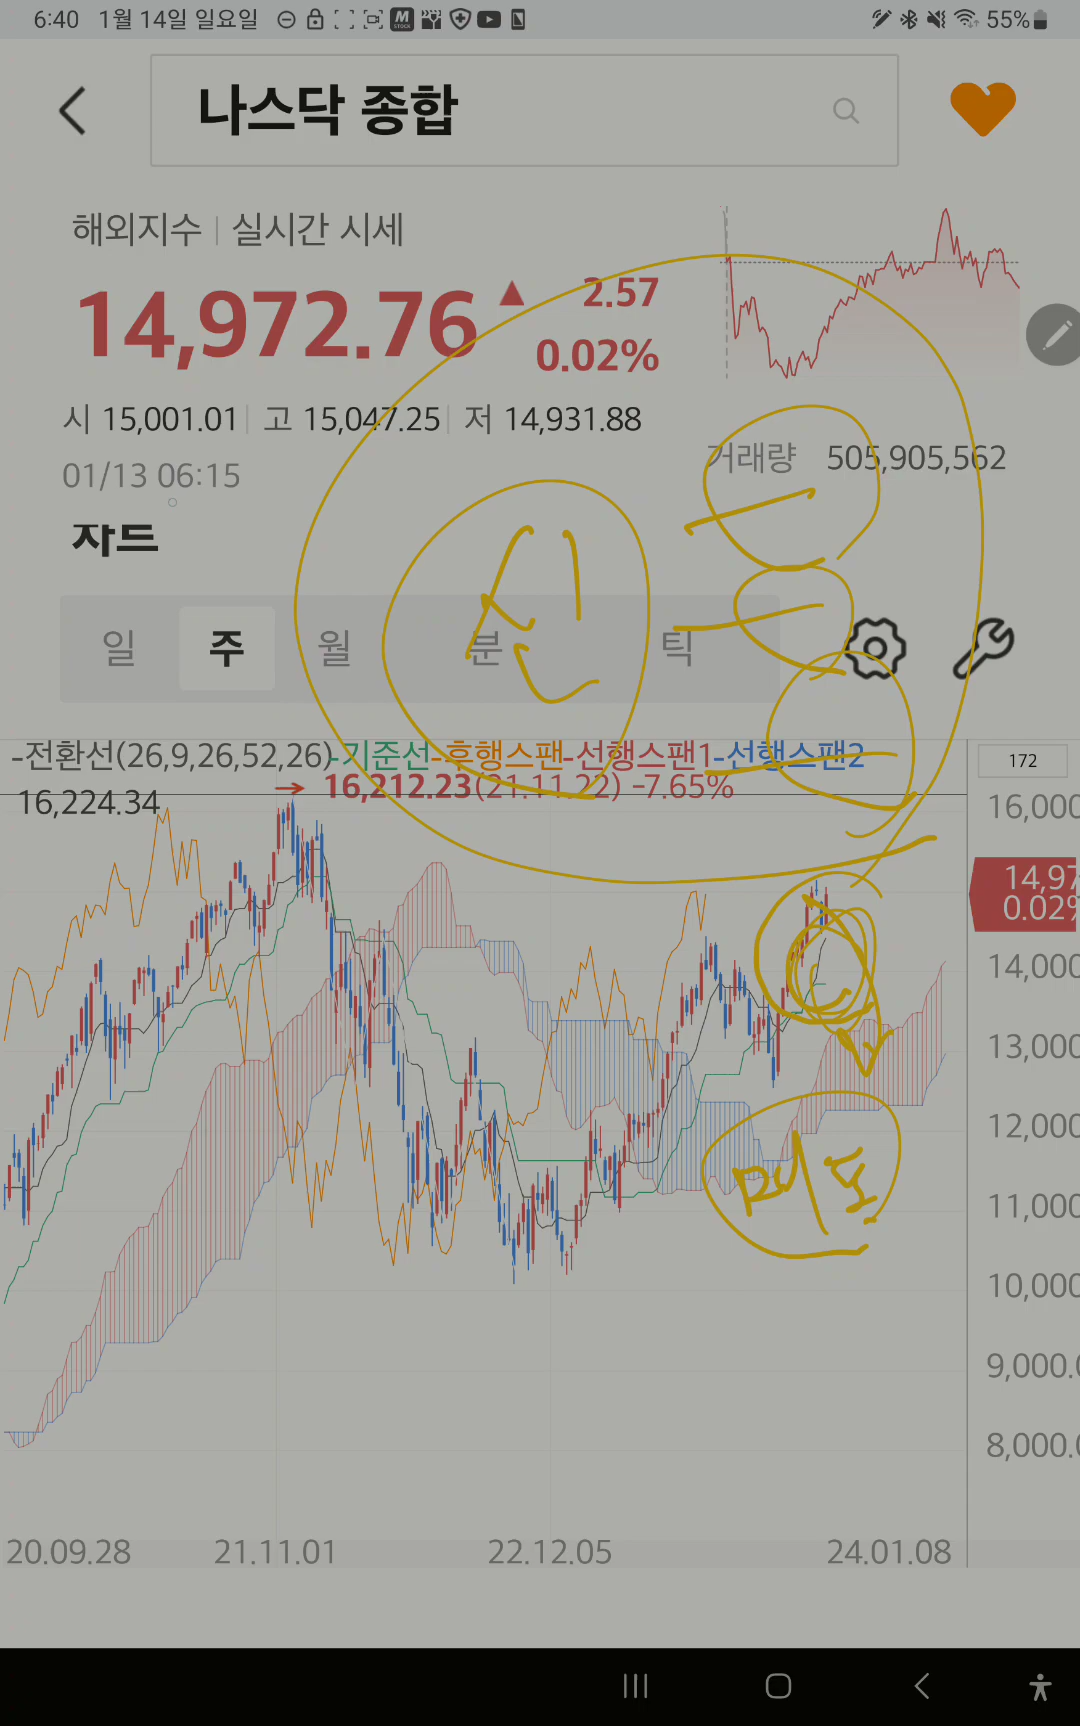 6:40 1월 14일 일요일 55%
나스닥 종합
해외지수 실시간 시세
14,972.76 ▲ 2.57
0.02%
시 15,001.01 고 15,047.25 저 14,931.88
거래량 505,905,562
01/13 06:15
차트
일 주 월 분 틱
신
-전환선(26,9,26,52,26)-기준선-후행스팬-선행스팬1-선행스팬2
172
→ 16,212.23(21.11.22) -7.65%
16,224.34
16,000
14,97
0.02%
14,000
13,000
12,000
매도
11,000
10,000
9,000.0
8,000.0
20.09.28 21.11.01 22.12.05 24.01.08